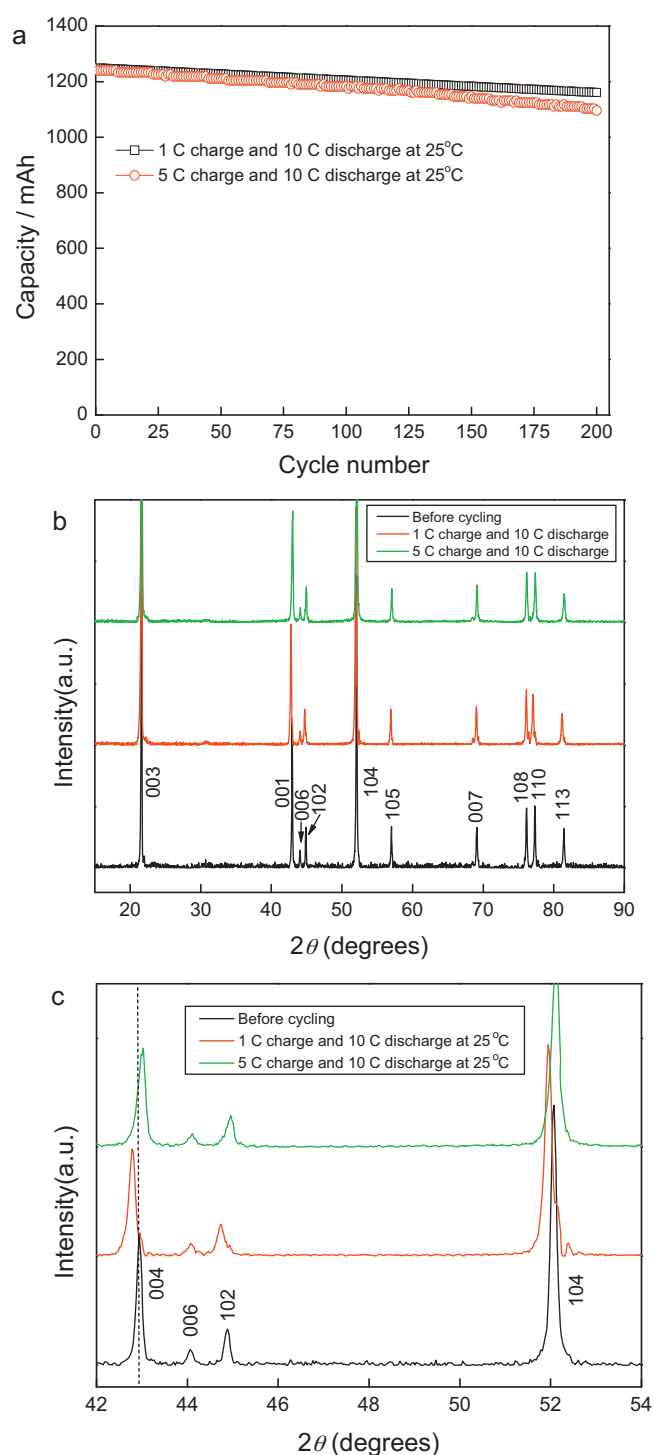 a
1400
1200
1000
800
600
400
200
0
1 C charge and 10 C discharge at 25°C
5 C charge and 10 C discharge at 25°C
Capacity / mAh
0 25 50 75 100 125 150 175 200
Cycle number
b
Before cycling
1 C charge and 10 C discharge
5 C charge and 10 C discharge
Intensity(a.u.)
003 001 006 102 104 105 007 108 110 113
20 30 40 50 60 70 80 90
2θ (degrees)
c
Before cycling
1 C charge and 10 C discharge at 25 °C
5 C charge and 10 C discharge at 25 °C
Intensity(a.u.)
004 006 102 104
42 44 46 48 50 52 54
2θ (degrees)